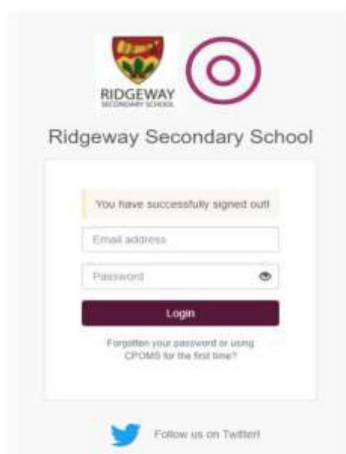 RIDGEWAY
SECONDARY SCHOOL
Ridgeway Secondary School
You have successfully signed out!
Email address
Password
Login
Forgotten your password or using
CPOMS for the first time?
Follow us on Twitter!